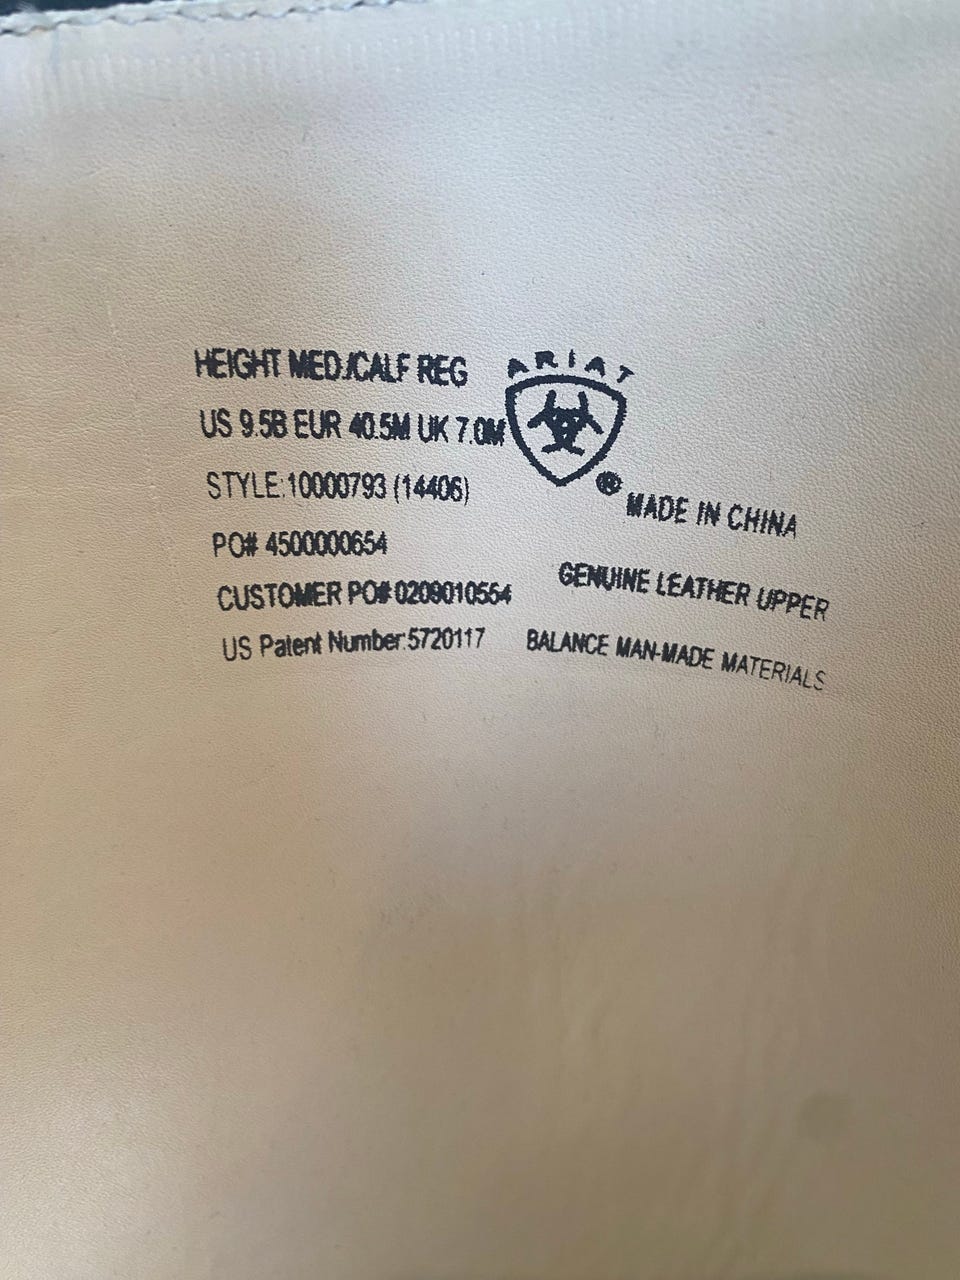 HEIGHT MED./CALF REG
US 9.5B EUR 40.5M UK 7.0M
STYLE:10000793 (14406)
PO# 4500000654
CUSTOMER PO# 0209010554
US Patent Number:5720117
ARIAT
®
MADE IN CHINA
GENUINE LEATHER UPPER
BALANCE MAN-MADE MATERIALS